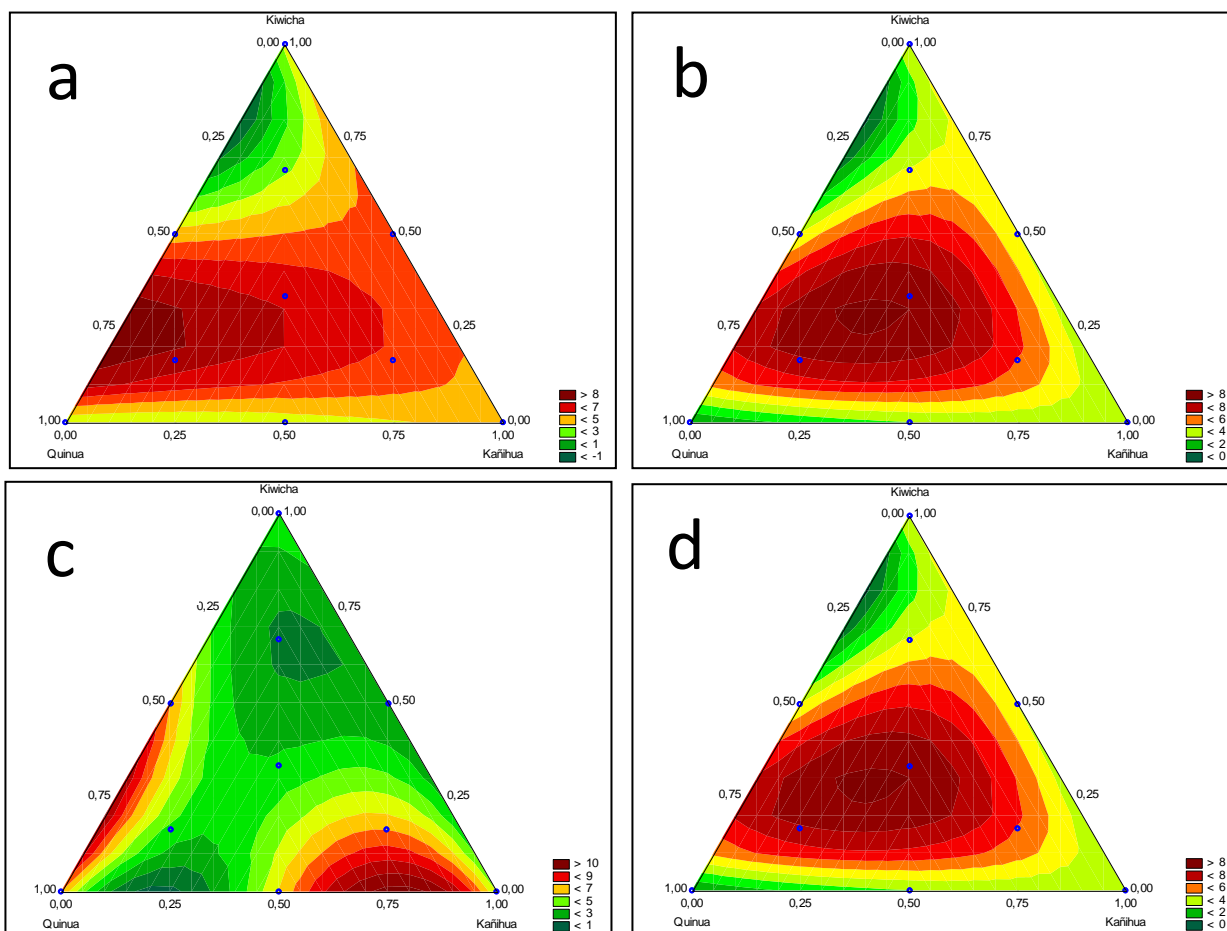 a
Kiwicha
0,00 1,00
0,25 0,75
0,50 0,50
0,75 0,25
1,00 0,00
0,00 0,25 0,50 0,75 1,00
Quinua Kañihua
> 8
< 7
< 5
< 3
< 1
< -1
b
Kiwicha
0,00 1,00
0,25 0,75
0,50 0,50
0,75 0,25
1,00 0,00
0,00 0,25 0,50 0,75 1,00
Quinua Kañihua
> 8
< 8
< 6
< 4
< 2
< 0
c
Kiwicha
0,00 1,00
0,25 0,75
0,50 0,50
0,75 0,25
1,00 0,00
0,00 0,25 0,50 0,75 1,00
Quinua Kañihua
> 10
< 9
< 7
< 5
< 3
< 1
d
Kiwicha
0,00 1,00
0,25 0,75
0,50 0,50
0,75 0,25
1,00 0,00
0,00 0,25 0,50 0,75 1,00
Quinua Kañihua
> 8
< 8
< 6
< 4
< 2
< 0